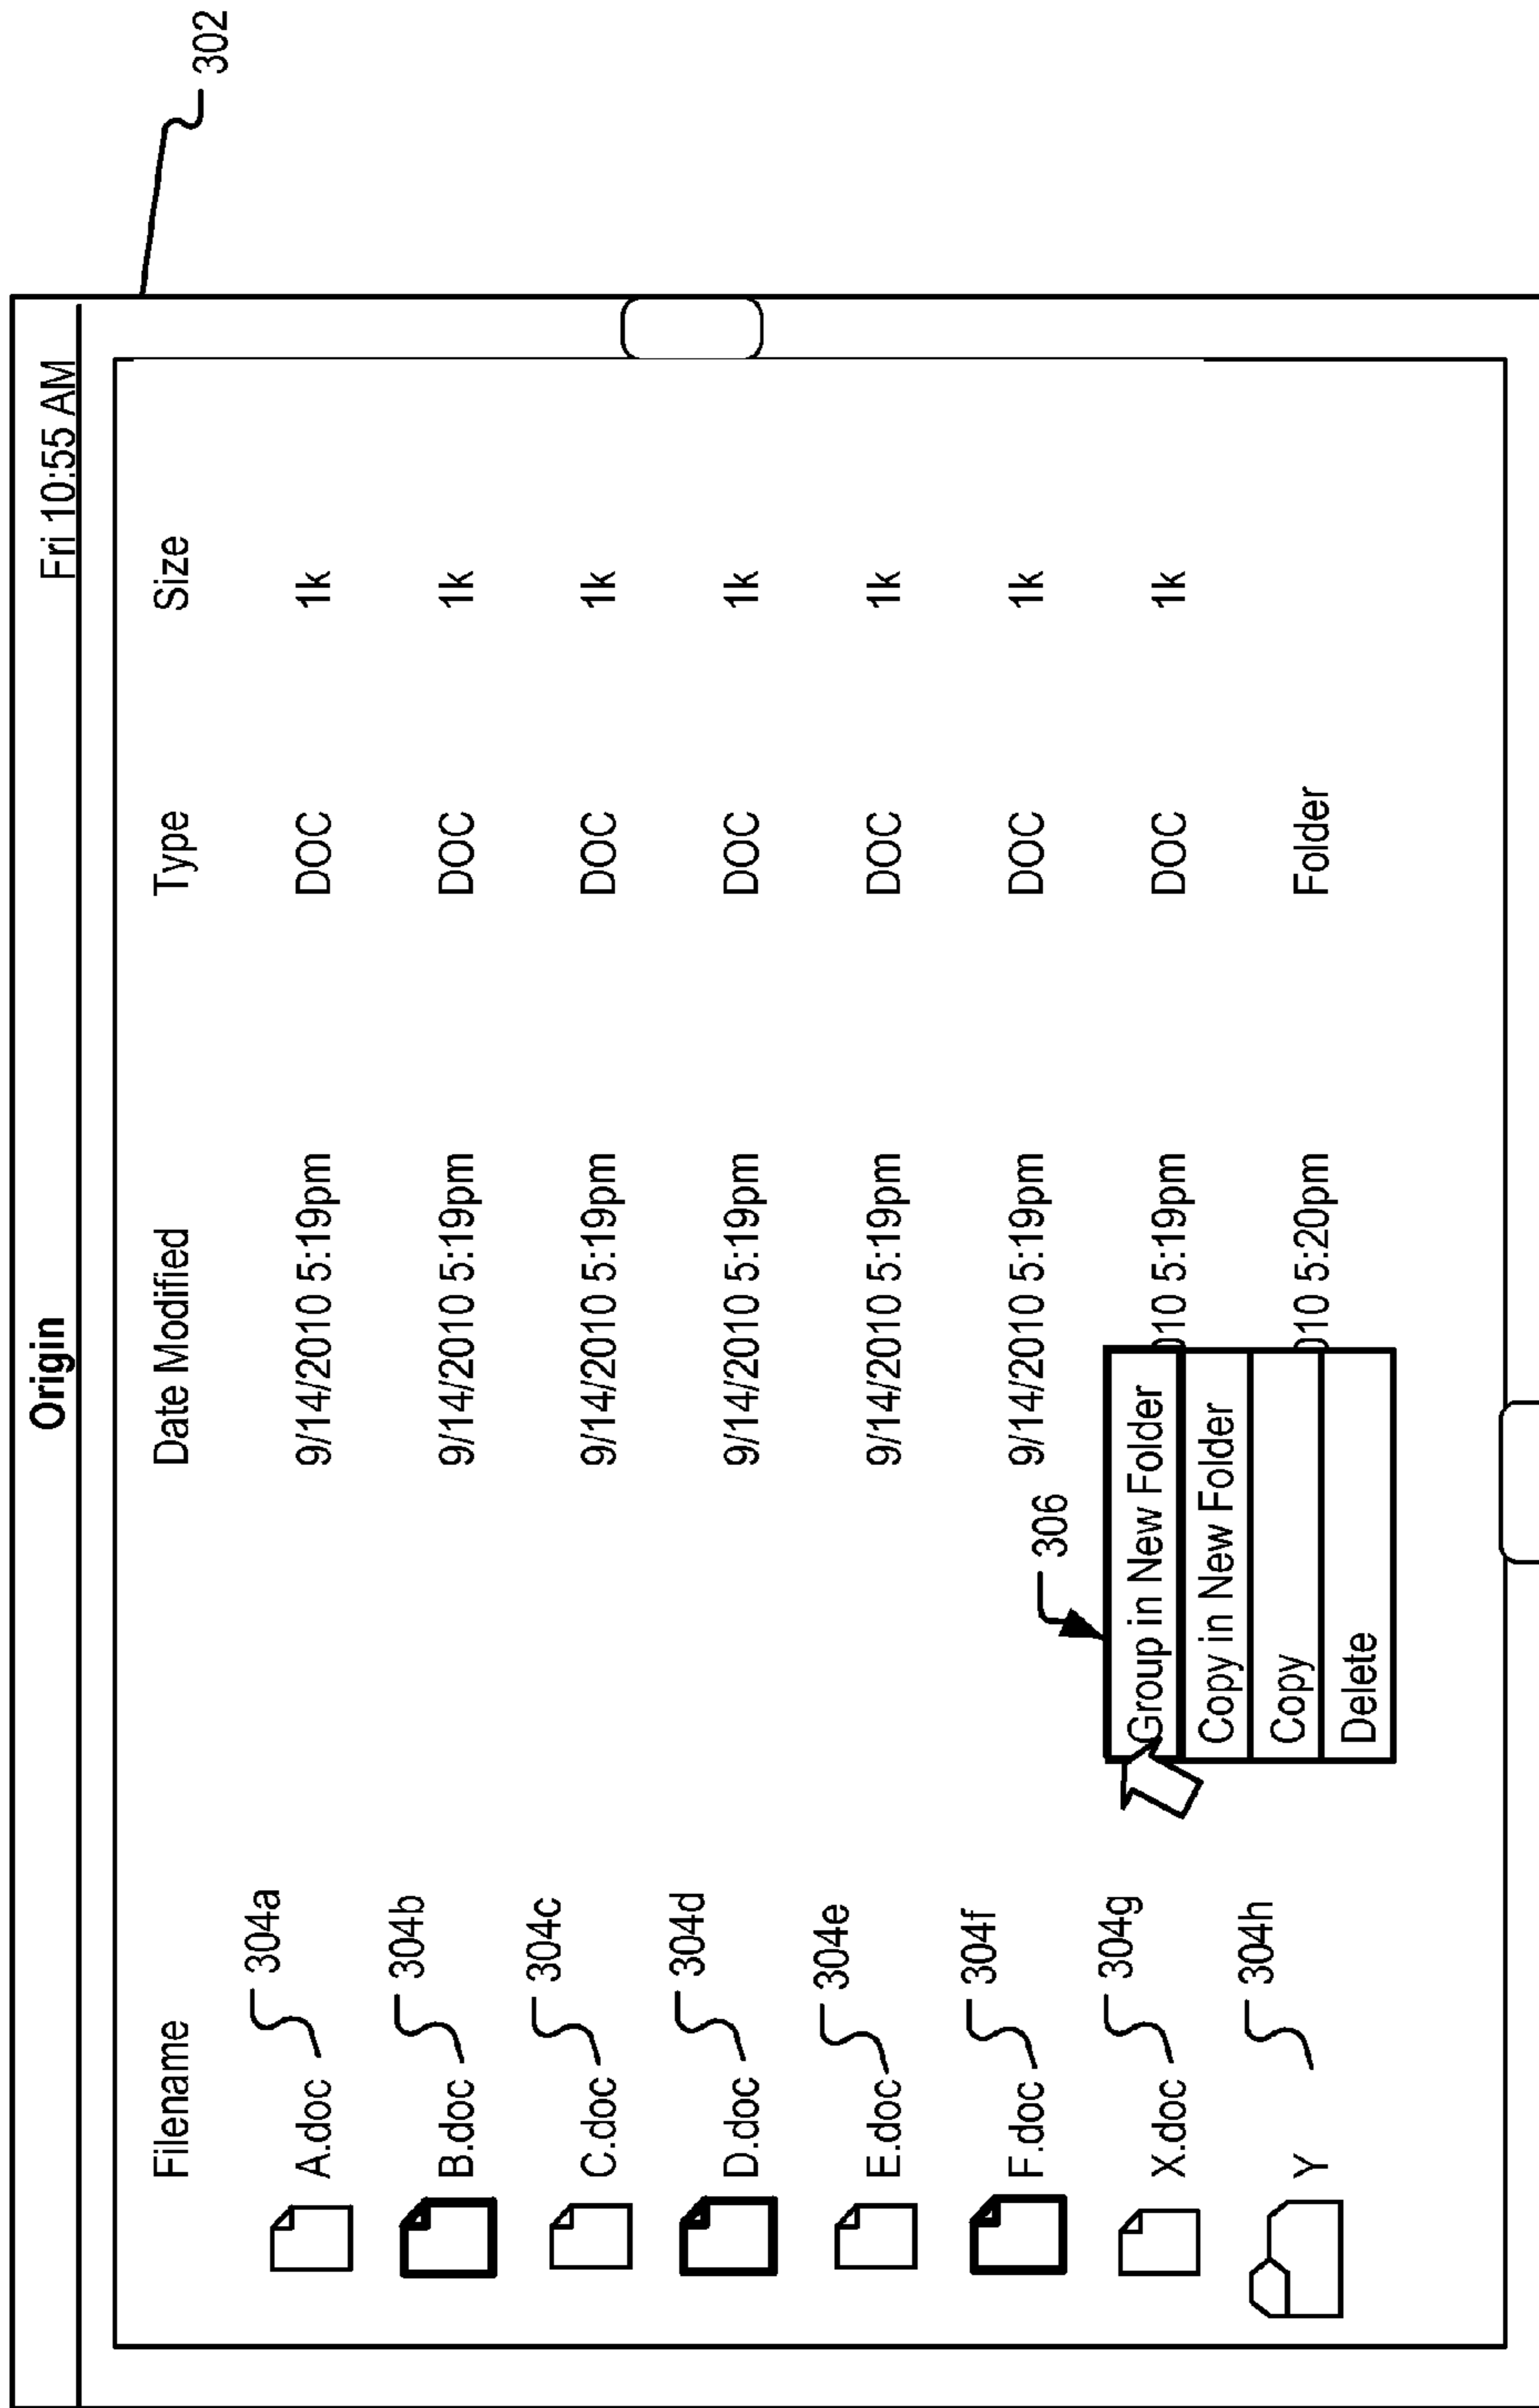 Origin
Fri 10:55 AM
302
Filename Date Modified Type Size
304a
A.doc 9/14/2010 5:19pm DOC 1k
304b
B.doc 9/14/2010 5:19pm DOC 1k
304c
C.doc 9/14/2010 5:19pm DOC 1k
304d
D.doc 9/14/2010 5:19pm DOC 1k
304e
E.doc 9/14/2010 5:19pm DOC 1k
304f
F.doc 9/14/2010 5:19pm DOC 1k
306
304g
Group in New Folder
X.doc 010 5:19pm DOC 1k
Copy in New Folder
304h
Copy
Y 010 5:20pm Folder
Delete